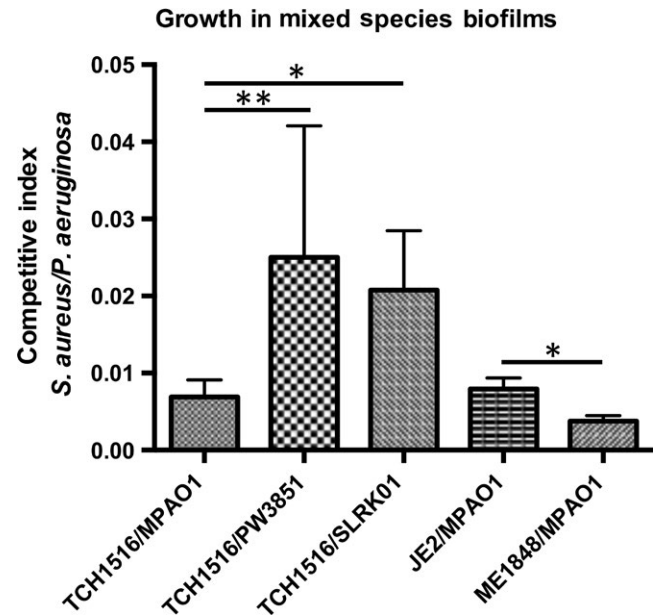 Growth in mixed species biofilms
Competitive index
S. aureus/P. aeruginosa
0.05
0.04
0.03
0.02
0.01
0.00
*
**
*
TCH1516/MPAO1
TCH1516/PW3851
TCH1516/SLRK01
JE2/MPAO1
ME1848/MPAO1